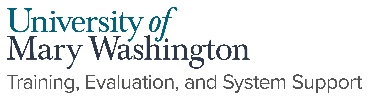 University of
Mary Washington
Training, Evaluation, and System Support